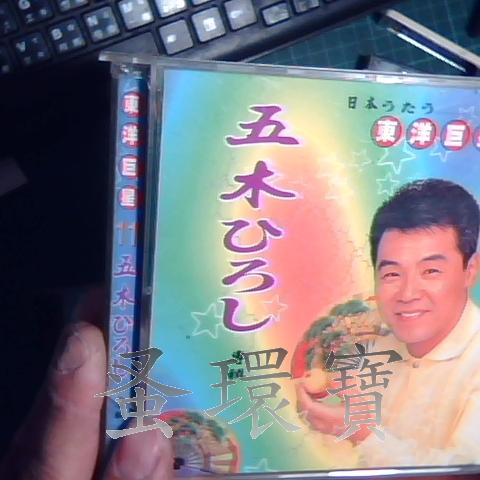 日本うたう
東洋巨
五木ひろし
東洋巨星 11 五木ひろ
蚤環寶